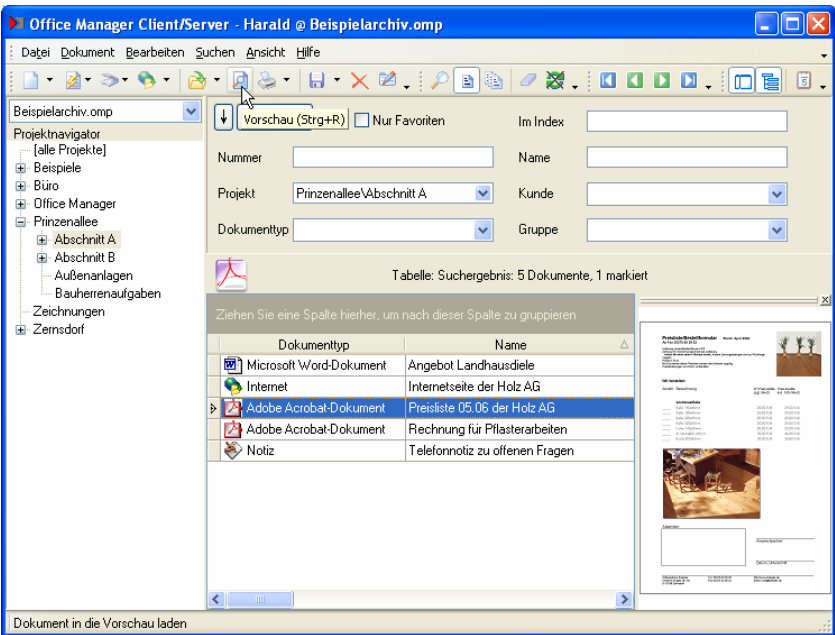 Office Manager Client/Server - Harald @ Beispielarchiv.omp
Datei Dokument Bearbeiten Suchen Ansicht Hilfe
Beispielarchiv.omp
Projektnavigator
[alle Projekte]
Beispiele
Büro
Office Manager
Prinzenallee
Abschnitt A
Abschnitt B
Außenanlagen
Bauherrenaufgaben
Zeichnungen
Zernsdorf
Vorschau (Strg+R)
Nur Favoriten
Im Index
Nummer
Name
Projekt Prinzenallee\Abschnitt A
Kunde
Dokumenttyp
Gruppe
Tabelle: Suchergebnis: 5 Dokumente, 1 markiert
Ziehen Sie eine Spalte hierher, um nach dieser Spalte zu gruppieren
Dokumenttyp Name
Microsoft Word-Dokument Angebot Landhausdiele
Internet Internetseite der Holz AG
Adobe Acrobat-Dokument Preisliste 05.06 der Holz AG
Adobe Acrobat-Dokument Rechnung für Pflasterarbeiten
Notiz Telefonnotiz zu offenen Fragen
Preisliste/Bestellformular
Dokument in die Vorschau laden